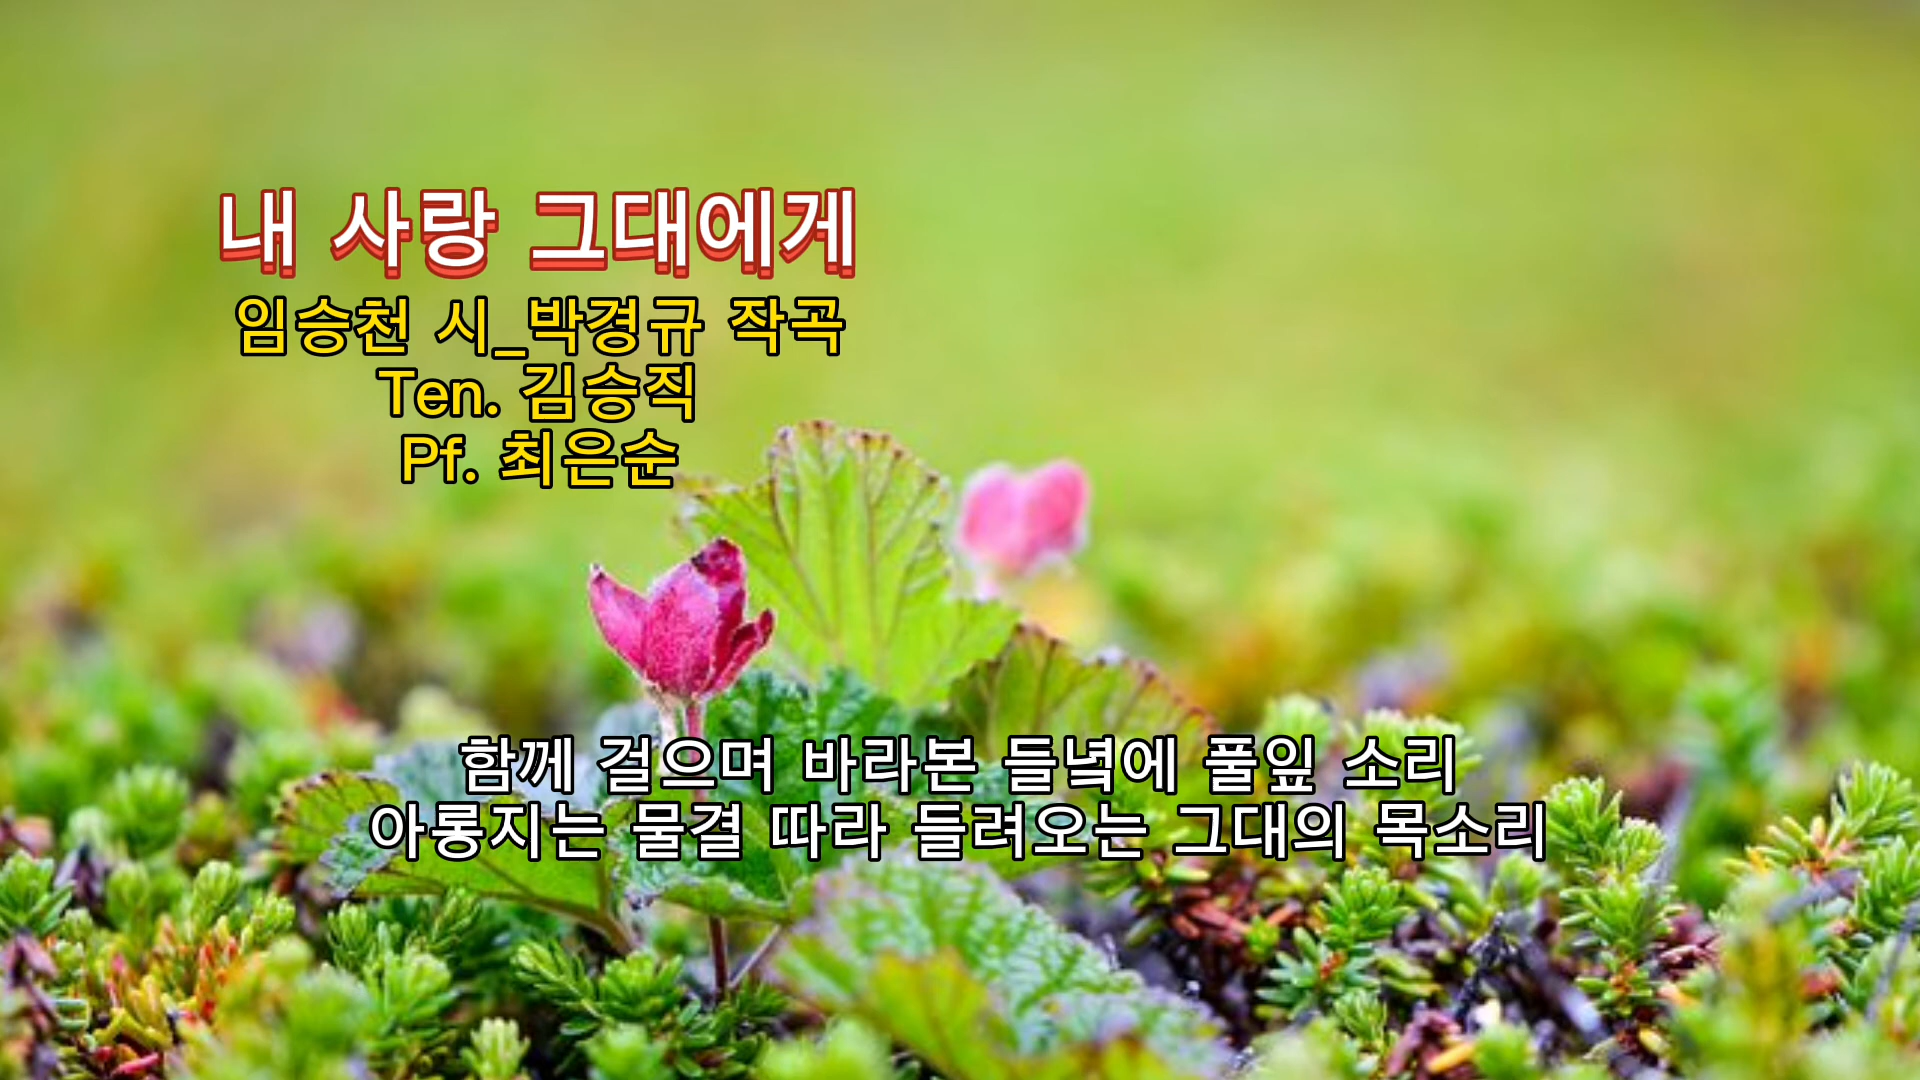 내 사랑 그대에게
임승천 시_박경규 작곡
Ten. 김승직
Pf. 최은순
함께 걸으며 바라본 들녘에 풀잎 소리
아롱지는 물결 따라 들려오는 그대의 목소리